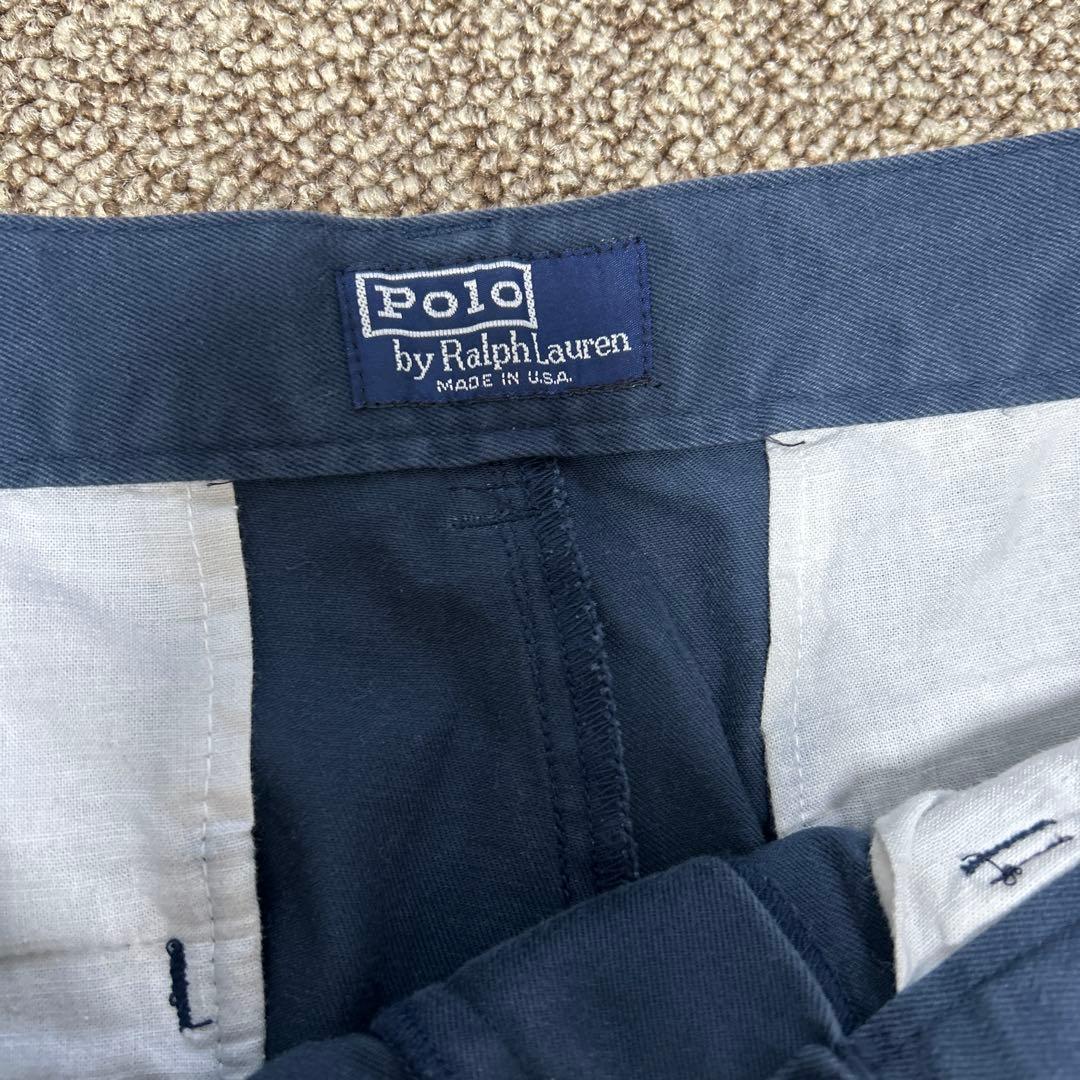 Polo
by Ralph Lauren
MADE IN U.S.A.